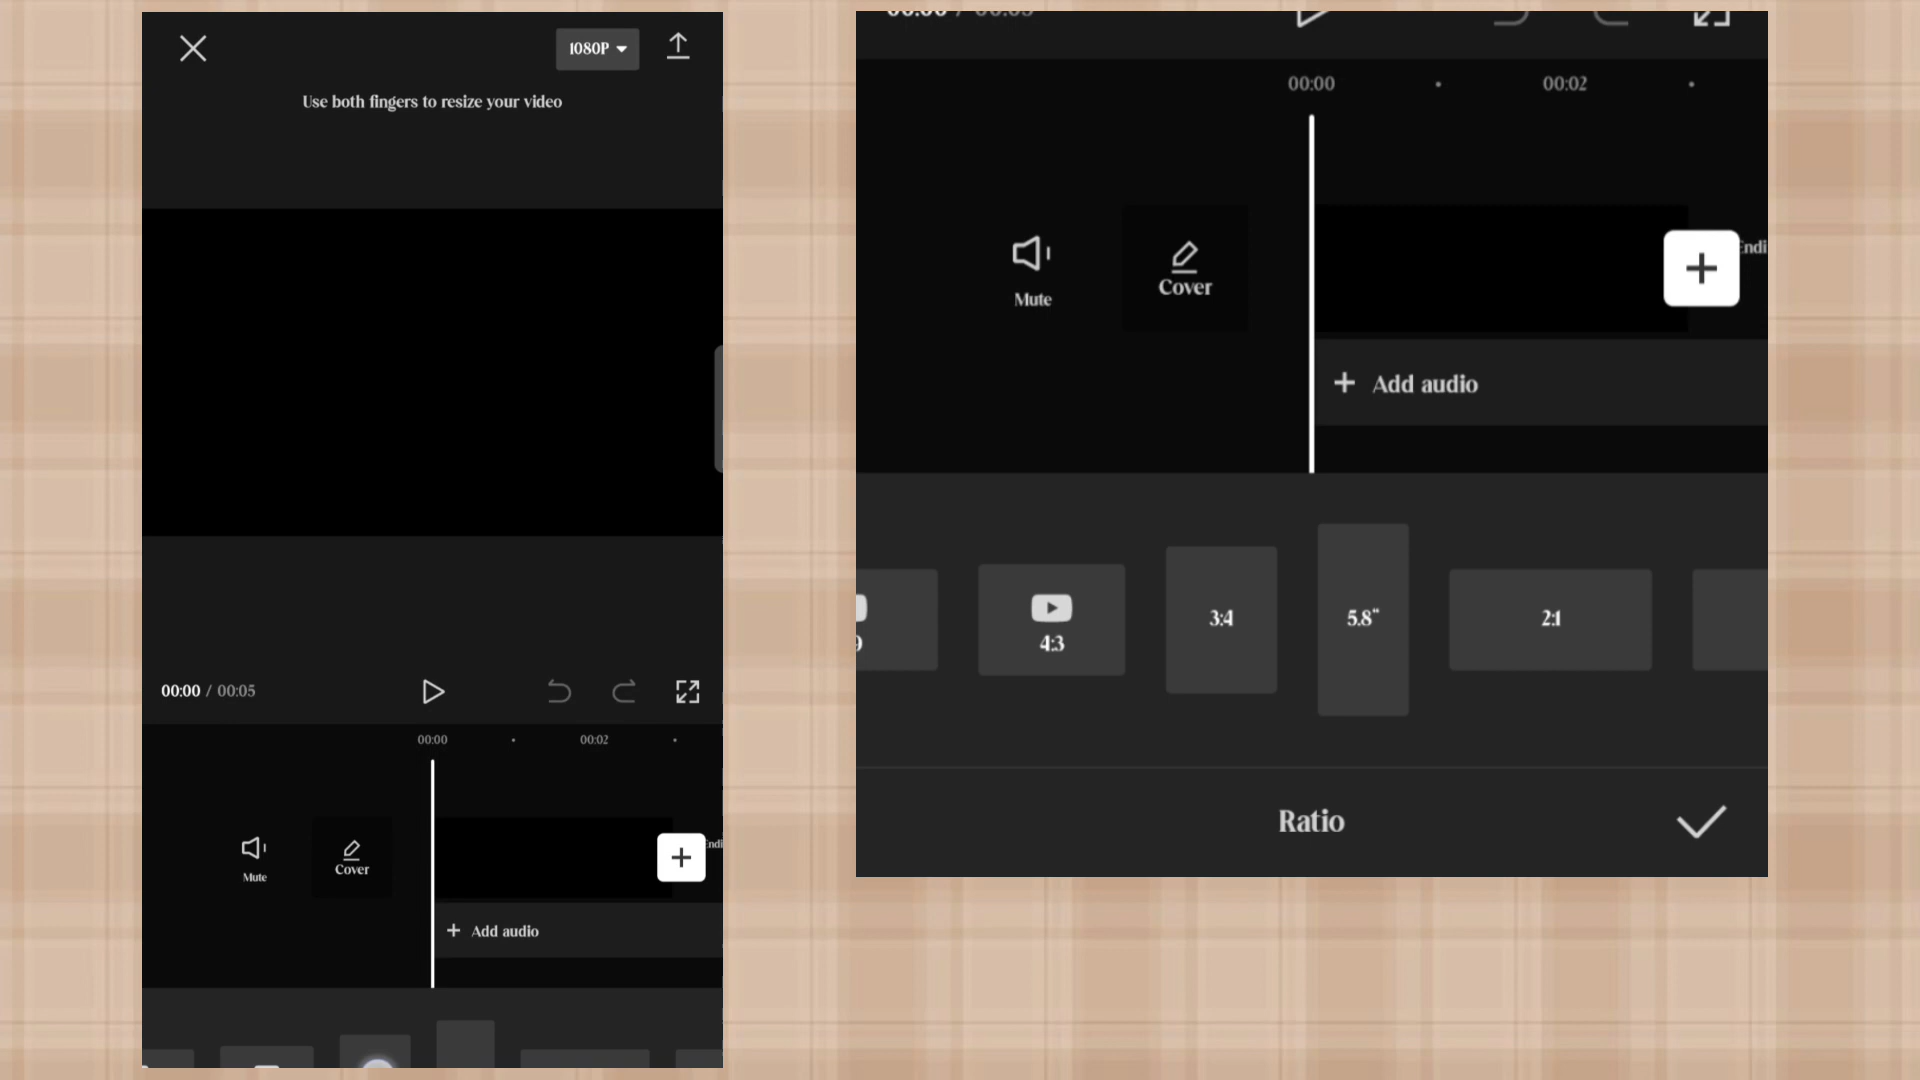 1080P
Use both fingers to resize your video
00:00 / 00:05
00:00
00:02
Mute
Cover
Add audio
00:00
00:02
Mute
Cover
Add audio
4:3
3:4
5.8"
2:1
Ratio